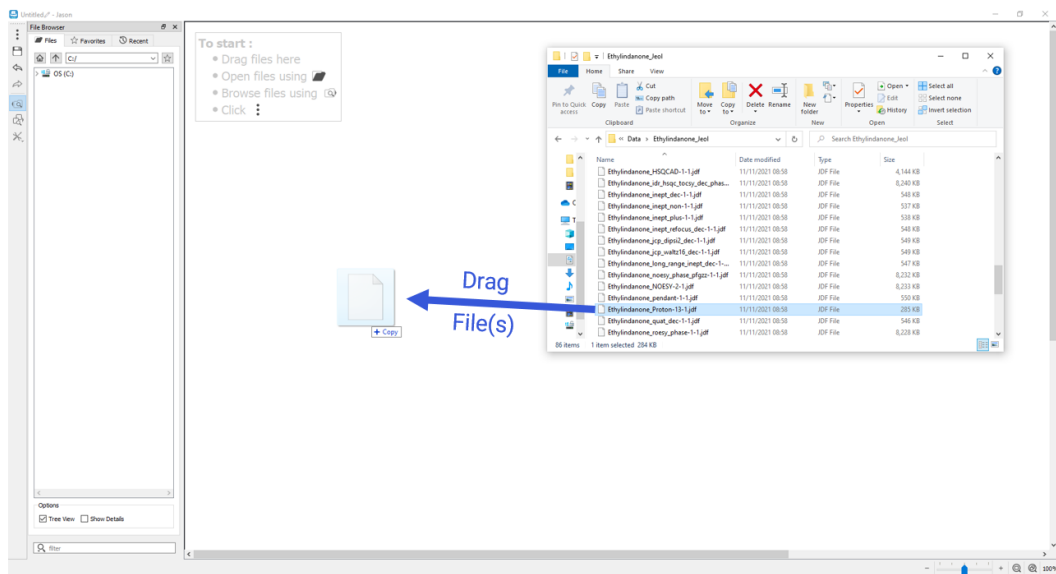 Untitled,/* - Jason
File Browser
Files Favorites Recent
C:/
OS (C:)
Options
Tree View Show Details
filter
To start :
Drag files here
Open files using
Browse files using
Click
Drag
File(s)
Copy
Ethylindanone_Jeol
File Home Share View
Pin to Quick access
Copy
Paste
Cut
Copy path
Paste shortcut
Move to
Copy to
Delete
Rename
New folder
Properties
Open
Edit
History
Select all
Select none
Invert selection
Clipboard Organize New Open Select
« Data › Ethylindanone_Jeol
Search Ethylindanone_Jeol
Name Date modified Type Size
Ethylindanone_HSQCAD-1-1.jdf 11/11/2021 08:58 JDF File 4,144 KB
Ethylindanone_idr_hsqc_tocsy_dec_phas... 11/11/2021 08:58 JDF File 8,240 KB
Ethylindanone_inept_dec-1-1.jdf 11/11/2021 08:58 JDF File 548 KB
Ethylindanone_inept_non-1-1.jdf 11/11/2021 08:58 JDF File 537 KB
Ethylindanone_inept_plus-1-1.jdf 11/11/2021 08:58 JDF File 538 KB
Ethylindanone_inept_refocus_dec-1-1.jdf 11/11/2021 08:58 JDF File 548 KB
Ethylindanone_jcp_dipsi2_dec-1-1.jdf 11/11/2021 08:58 JDF File 549 KB
Ethylindanone_jcp_waltz16_dec-1-1.jdf 11/11/2021 08:58 JDF File 549 KB
Ethylindanone_long_range_inept_dec-1-... 11/11/2021 08:58 JDF File 547 KB
Ethylindanone_noesy_phase_pfgzz-1-1.jdf 11/11/2021 08:58 JDF File 8,232 KB
Ethylindanone_NOESY-2-1.jdf 11/11/2021 08:58 JDF File 8,233 KB
Ethylindanone_pendant-1-1.jdf 11/11/2021 08:58 JDF File 550 KB
Ethylindanone_Proton-13-1.jdf 11/11/2021 08:58 JDF File 285 KB
Ethylindanone_quat_dec-1-1.jdf 11/11/2021 08:58 JDF File 546 KB
Ethylindanone_roesy_phase-1-1.jdf 11/11/2021 08:58 JDF File 8,228 KB
86 items 1 item selected 284 KB
100%